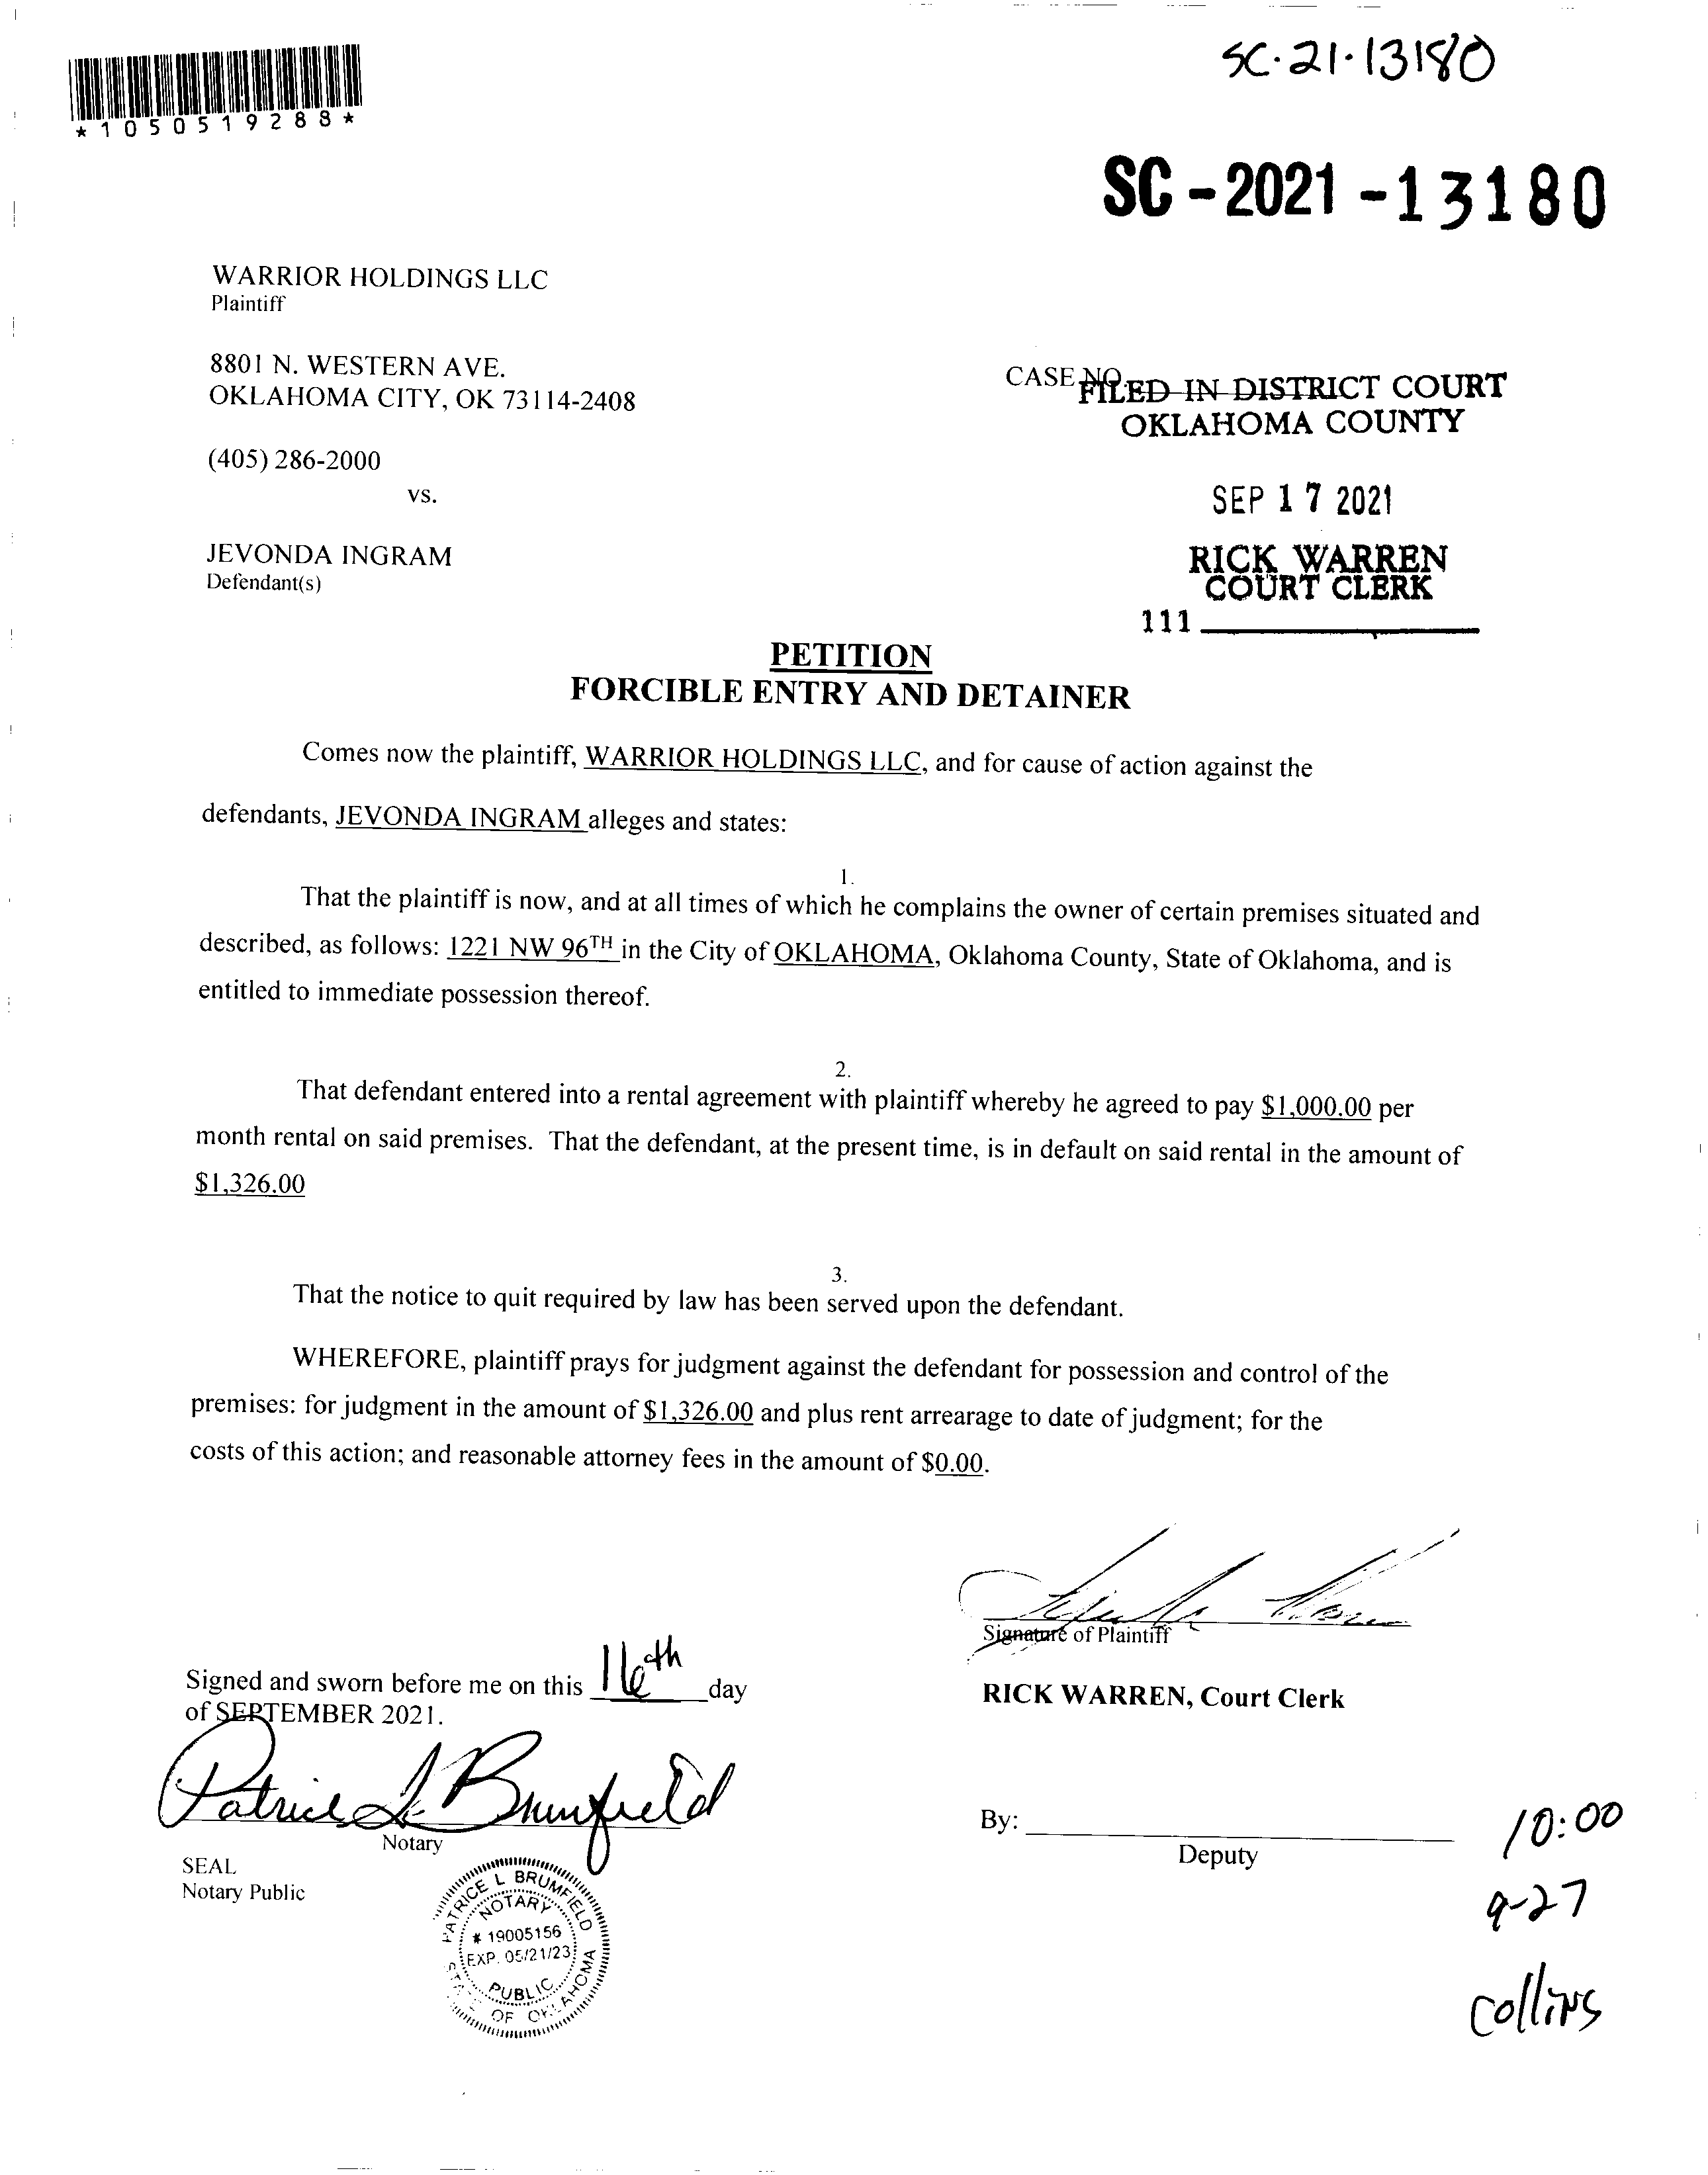 SC-21-13180
*1050519288*
SC-2021-13180
WARRIOR HOLDINGS LLC
Plaintiff
8801 N. WESTERN AVE.
OKLAHOMA CITY, OK 73114-2408
CASE NO.
FILED IN DISTRICT COURT
OKLAHOMA COUNTY
(405) 286-2000
vs.
SEP 17 2021
JEVONDA INGRAM
Defendant(s)
RICK WARREN
COURT CLERK
111
PETITION
FORCIBLE ENTRY AND DETAINER
Comes now the plaintiff, WARRIOR HOLDINGS LLC, and for cause of action against the
defendants, JEVONDA INGRAM alleges and states:
1.
That the plaintiff is now, and at all times of which he complains the owner of certain premises situated and
described, as follows: 1221 NW 96TH in the City of OKLAHOMA, Oklahoma County, State of Oklahoma, and is
entitled to immediate possession thereof.
2.
That defendant entered into a rental agreement with plaintiff whereby he agreed to pay $1,000.00 per
month rental on said premises. That the defendant, at the present time, is in default on said rental in the amount of
$1,326.00
3.
That the notice to quit required by law has been served upon the defendant.
WHEREFORE, plaintiff prays for judgment against the defendant for possession and control of the
premises: for judgment in the amount of $1,326.00 and plus rent arrearage to date of judgment; for the
costs of this action; and reasonable attorney fees in the amount of $0.00.
Signature of Plaintiff
Signed and sworn before me on this 16th day
of SEPTEMBER 2021.
RICK WARREN, Court Clerk
Patrice L Brumfield
Notary
SEAL
Notary Public
PATRICE L BRUMFIELD
NOTARY
# 19005156
EXP. 05/21/23
PUBLIC
STATE OF OKLAHOMA
By:
Deputy
10:00
9-27
Collins